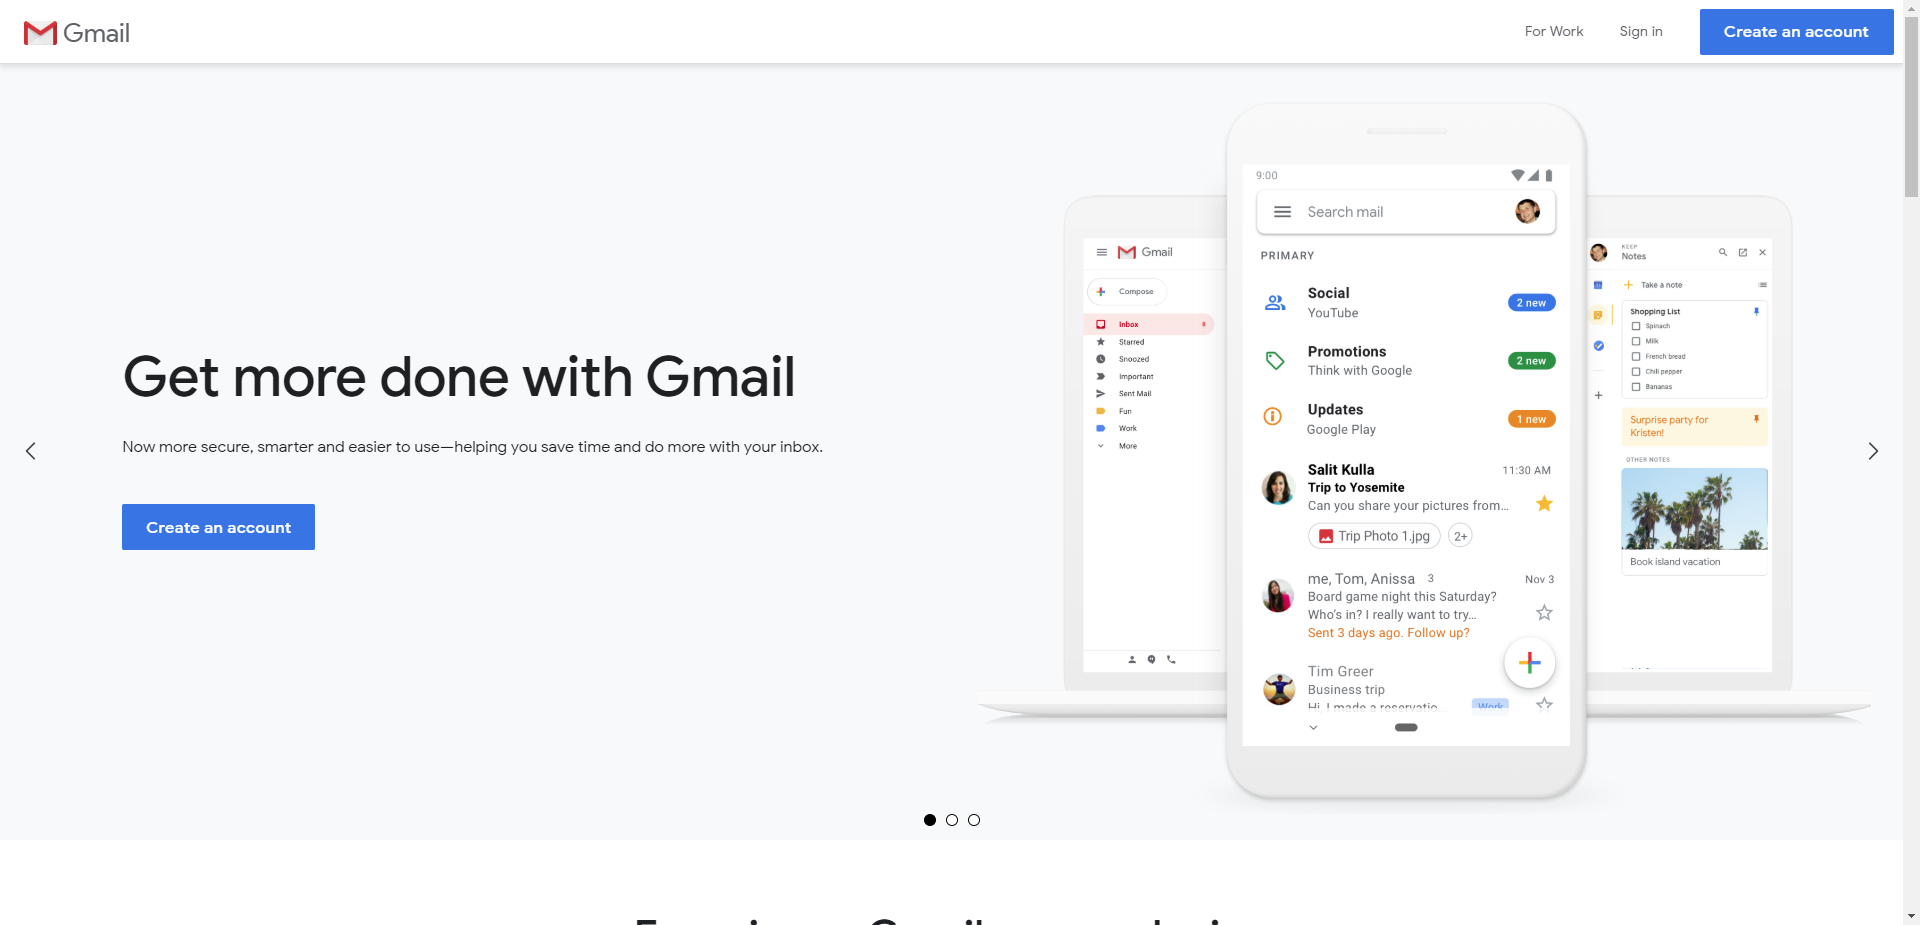 Gmail
For Work
Sign in
Create an account
Get more done with Gmail
Now more secure, smarter and easier to use—helping you save time and do more with your inbox.
Create an account
Gmail
Compose
Inbox
Starred
Snoozed
Important
Sent Mail
Fun
Work
More
9:00
Search mail
PRIMARY
Social
YouTube
2 new
Promotions
Think with Google
2 new
Updates
Google Play
1 new
Salit Kulla
11:30 AM
Trip to Yosemite
Can you share your pictures from...
Trip Photo 1.jpg
2+
me, Tom, Anissa 3
Nov 3
Board game night this Saturday?
Who's in? I really want to try...
Sent 3 days ago. Follow up?
Tim Greer
Business trip
Hi, I made a reservatio...
Work
KEEP
Notes
Take a note
Shopping List
Spinach
Milk
French bread
Chili pepper
Bananas
Surprise party for
Kristen!
OTHER NOTES
Book island vacation